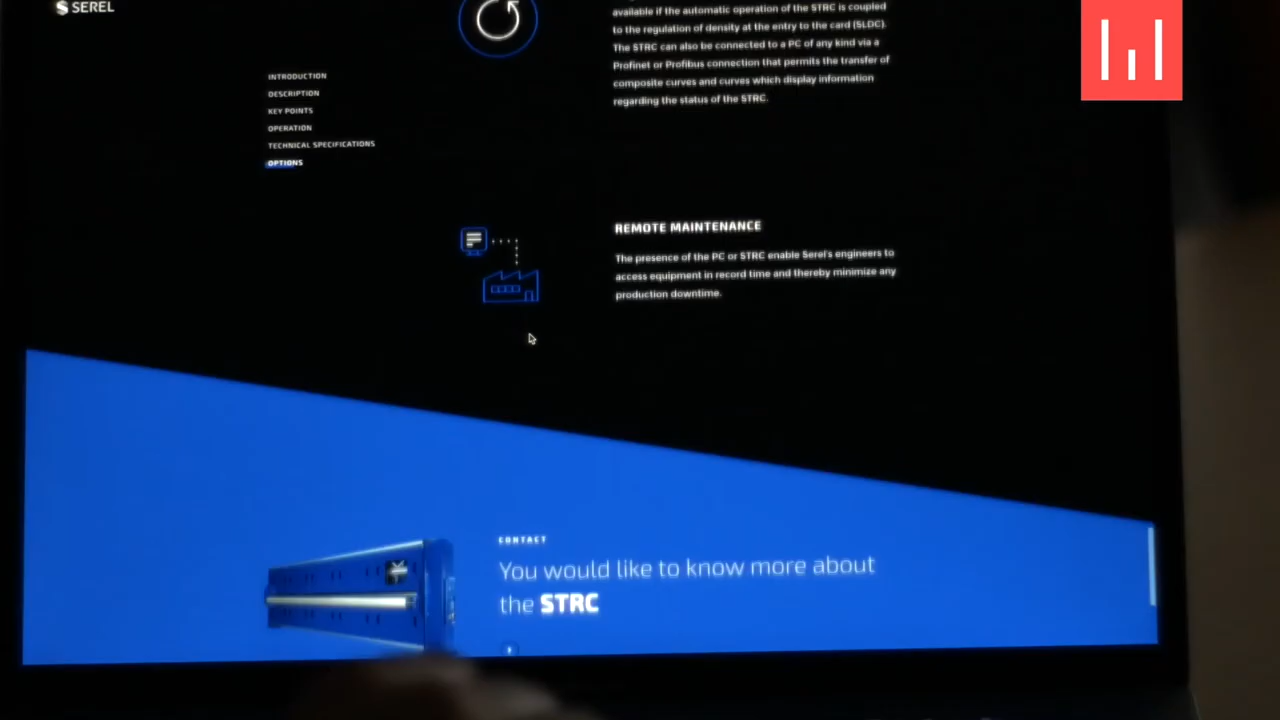 SEREL
available if the automatic operation of the STRC is coupled
to the regulation of density at the entry to the card (SLDC).
The STRC can also be connected to a PC of any kind via a
Profinet or Profibus connection that permits the transfer of
composite curves and curves which display information
regarding the status of the STRC.
INTRODUCTION
DESCRIPTION
KEY POINTS
OPERATION
TECHNICAL SPECIFICATIONS
OPTIONS
REMOTE MAINTENANCE
The presence of the PC or STRC enable Serel's engineers to
access equipment in record time and thereby minimize any
production downtime.
CONTACT
You would like to know more about
the STRC